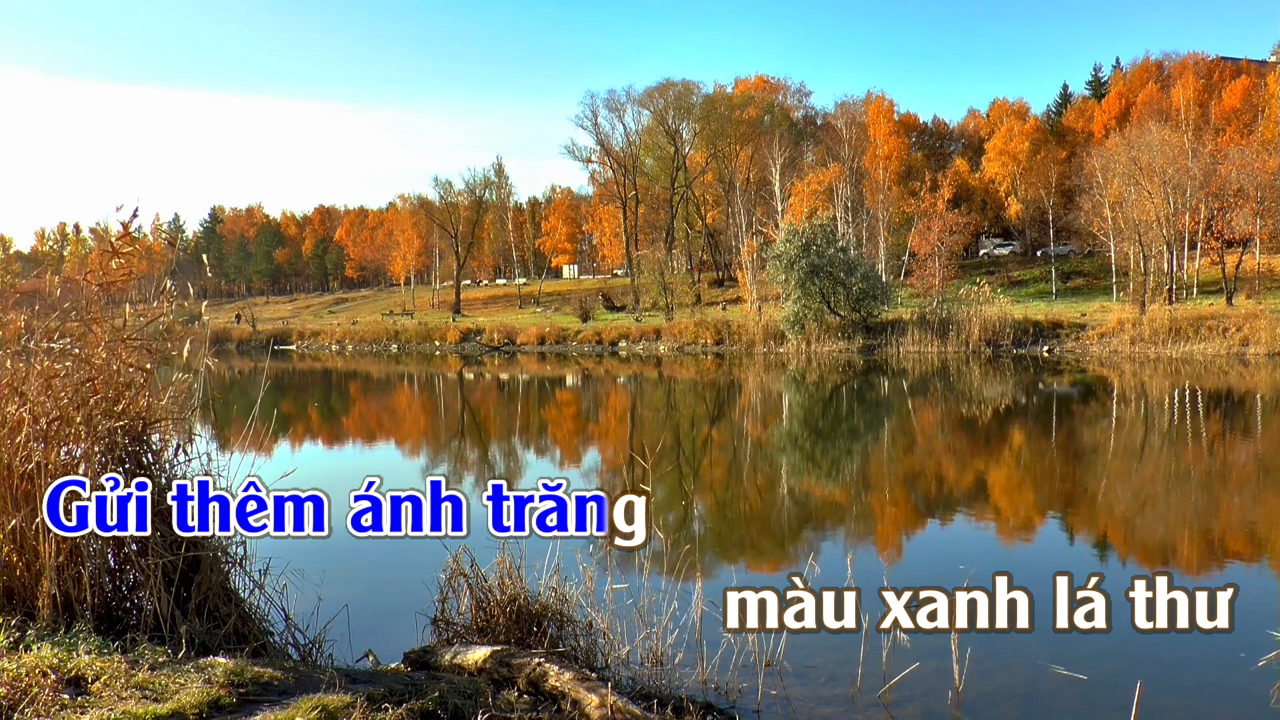 Gửi thêm ánh trăng
màu xanh lá thư